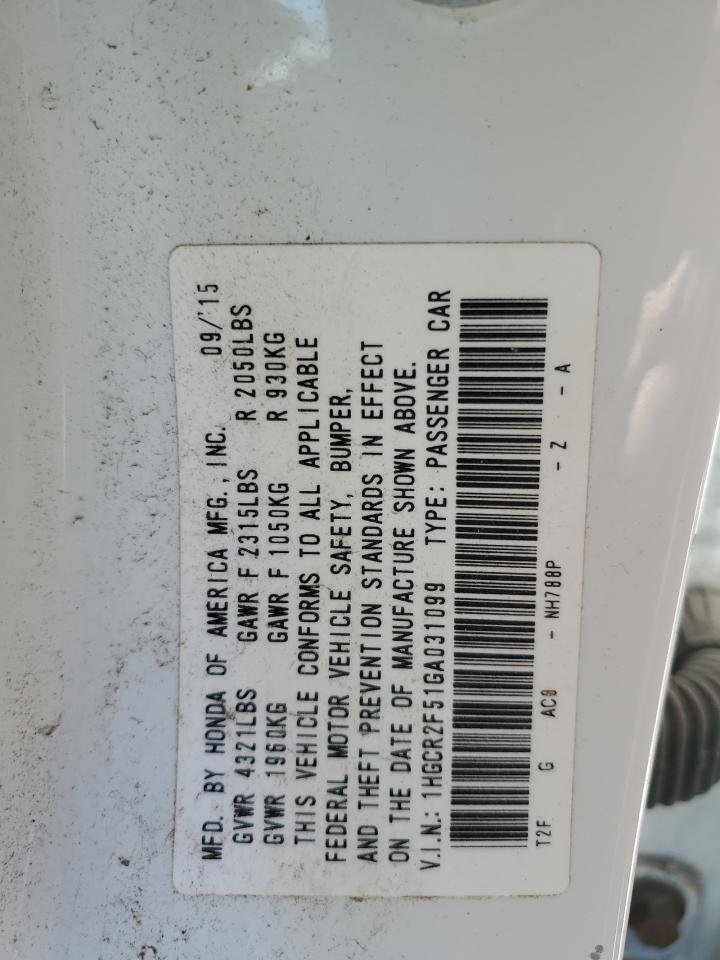 MFD. BY HONDA OF AMERICA MFG., INC. 09/'15
GVWR 4321LBS GAWR F 2315LBS R 2050LBS
GVWR 1960KG GAWR F 1050KG R 930KG
THIS VEHICLE CONFORMS TO ALL APPLICABLE
FEDERAL MOTOR VEHICLE SAFETY, BUMPER,
AND THEFT PREVENTION STANDARDS IN EFFECT
ON THE DATE OF MANUFACTURE SHOWN ABOVE.
V.I.N.: 1HGCR2F51GA031099 TYPE: PASSENGER CAR
T2F G AC0 - NH788P - Z - A